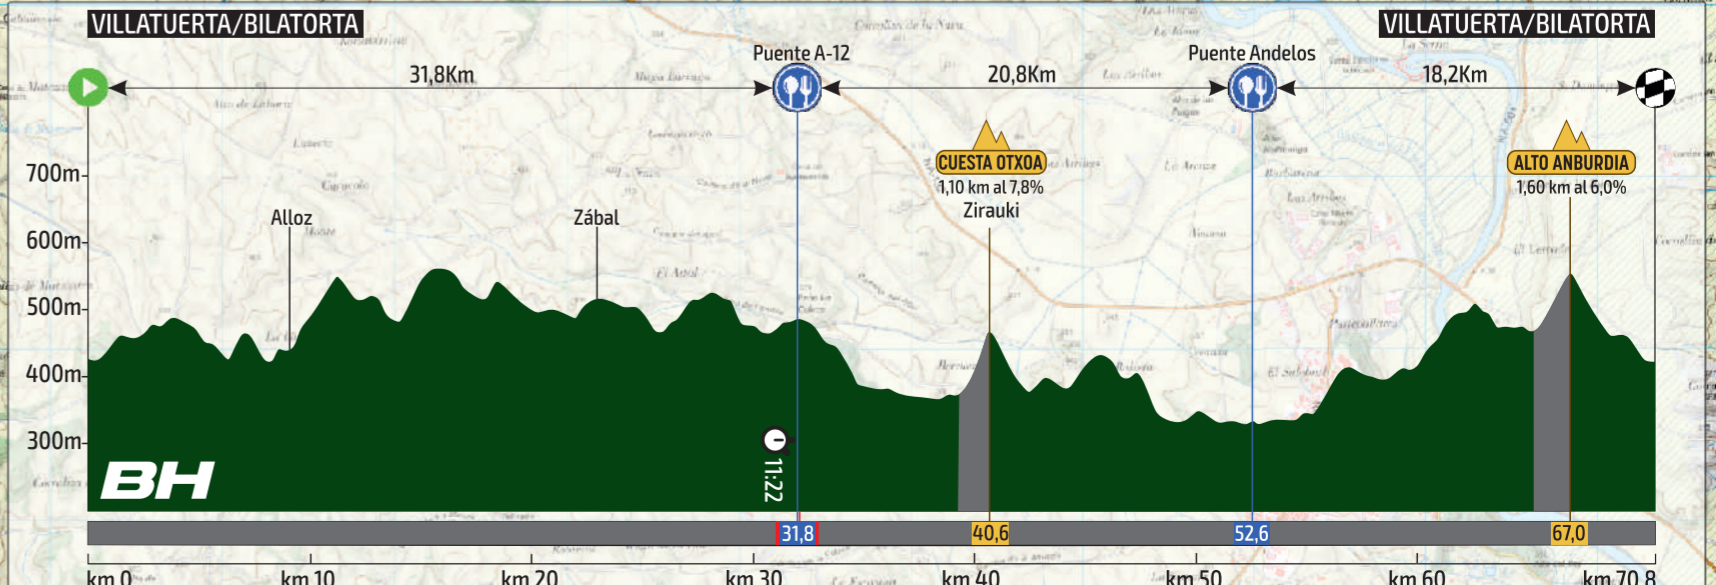 VILLATUERTA/BILATORTA
VILLATUERTA/BILATORTA
Puente A-12
Puente Andelos
31,8Km
20,8Km
18,2Km
CUESTA OTXOA
1,10 km al 7,8%
Zirauki
ALTO ANBURDIA
1,60 km al 6,0%
700m
600m
500m
400m
300m
Alloz
Zábal
11:22
BH
31,8
40,6
52,6
67,0
km 0
km 10
km 20
km 30
km 40
km 50
km 60
km 70,8